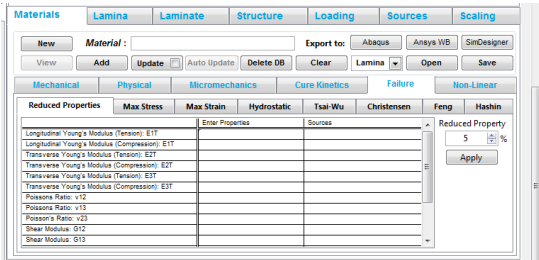 Materials Lamina Laminate Structure Loading Sources Scaling
New Material : Export to: Abaqus Ansys WB SimDesigner
View Add Update Auto Update Delete DB Clear Lamina Open Save
Mechanical Physical Micromechanics Cure Kinetics Failure Non-Linear
Reduced Properties Max Stress Max Strain Hydrostatic Tsai-Wu Christensen Feng Hashin
Enter Properties Sources Reduced Property
Longitudinal Young's Modulus (Tension): E1T 5 %
Longitudinal Young's Modulus (Compression): E1T
Transverse Young's Modulus (Tension): E2T Apply
Transverse Young's Modulus (Compression): E2T
Transverse Young's Modulus (Tension): E3T
Transverse Young's Modulus (Compression): E3T
Poissons Ratio: v12
Poissons Ratio: v13
Poisson's Ratio: v23
Shear Modulus: G12
Shear Modulus: G13